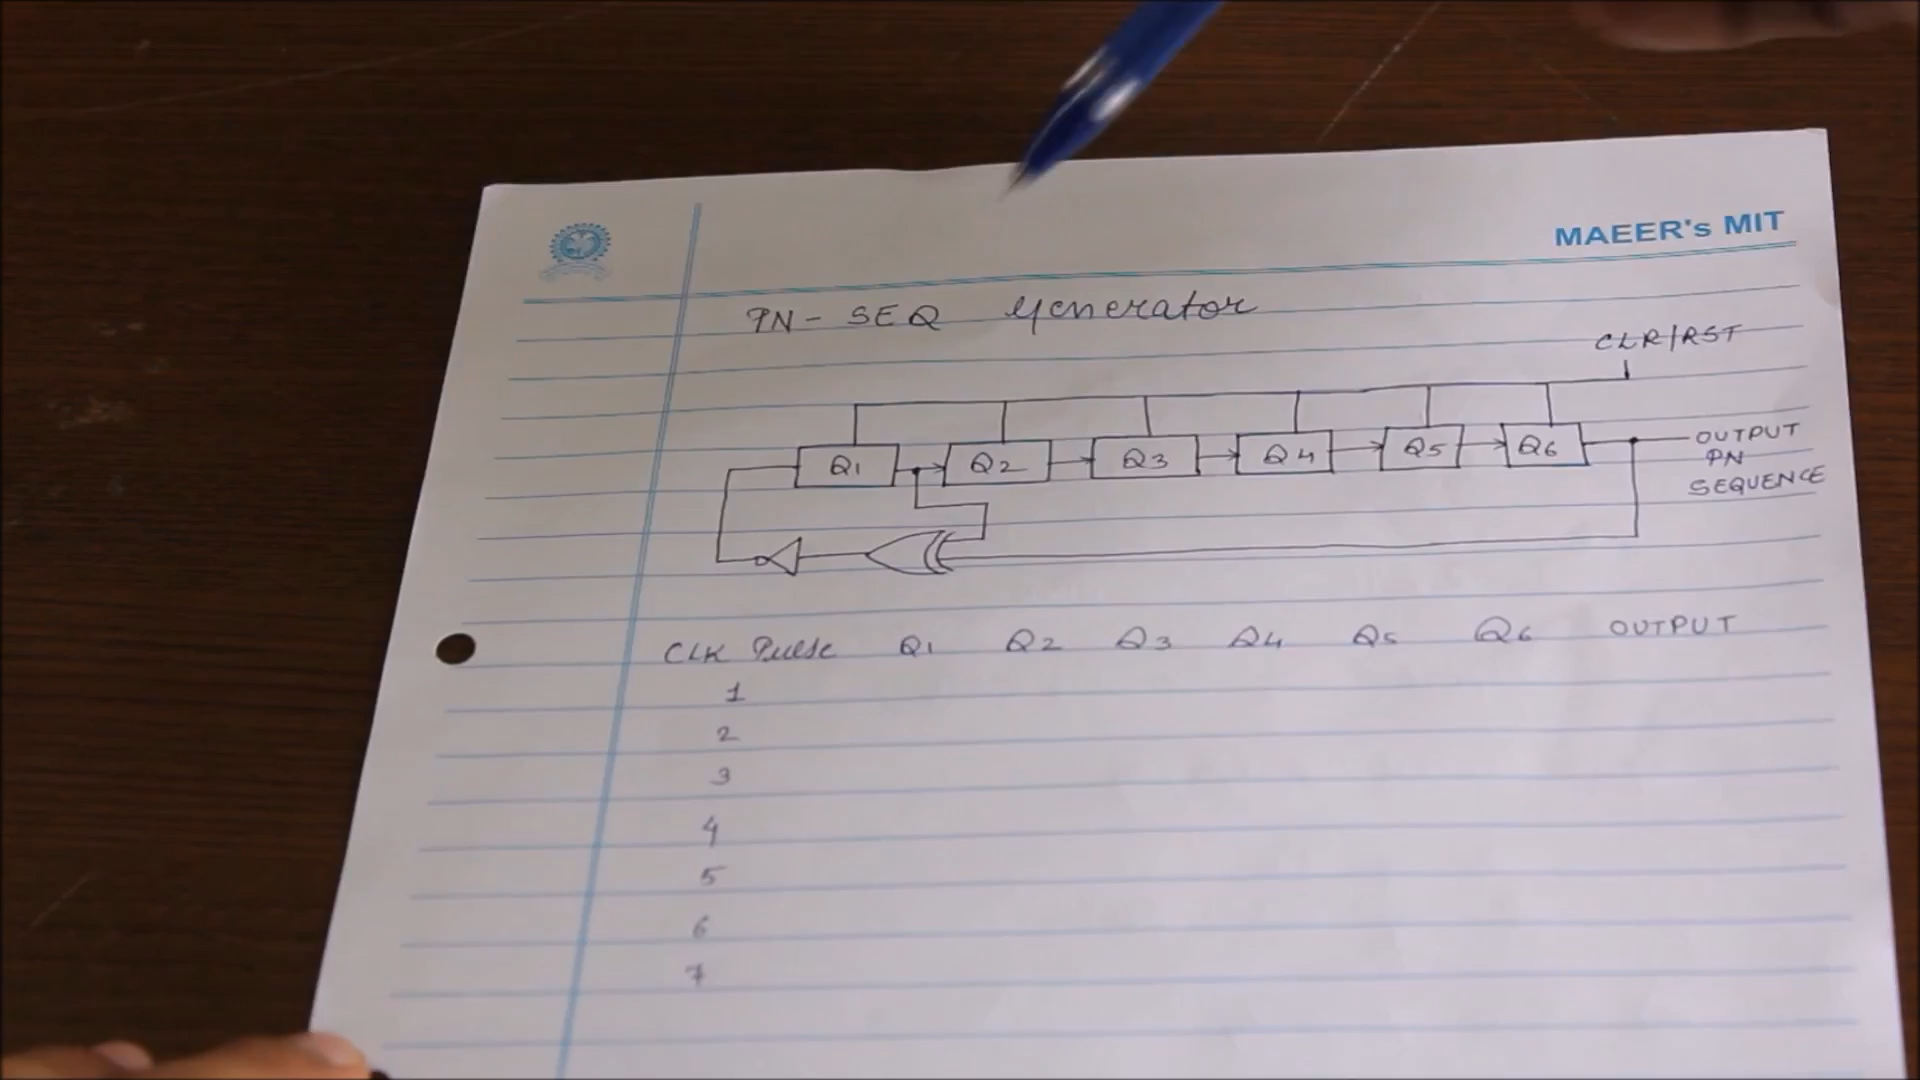 MAEER's MIT
PN - SEQ Generator
CLR/RST
Q1 Q2 Q3 Q4 Q5 Q6 OUTPUT
PN
SEQUENCE
CLK Pulse Q1 Q2 Q3 Q4 Q5 Q6 OUTPUT
1
2
3
4
5
6
7